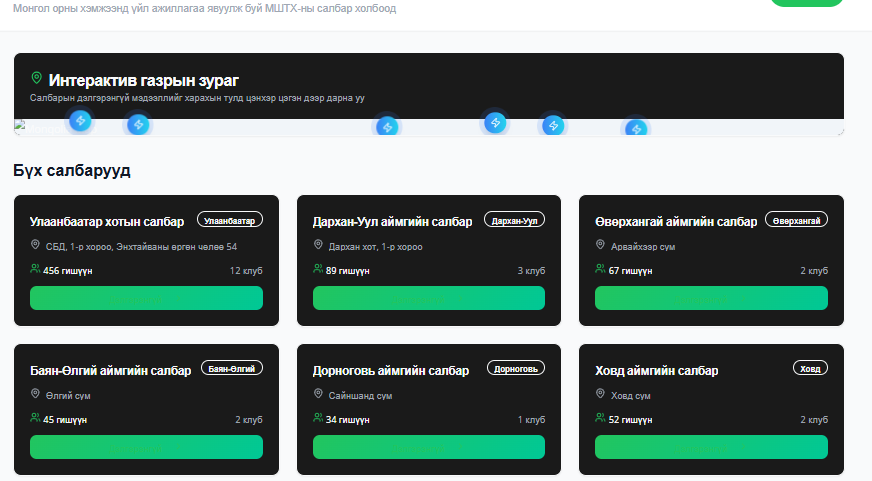 Монгол орны хэмжээнд үйл ажиллагаа явуулж буй МШТХ-ны салбар холбоод
Интерактив газрын зураг
Салбарын дэлгэрэнгүй мэдээллийг харахын тулд цэнхэр цэгэн дээр дарна уу
Бүх салбарууд
Улаанбаатар хотын салбар
Улаанбаатар
СБД, 1-р хороо, Энхтайваны өргөн чөлөө 54
456 гишүүн
12 клуб
Дархан-Уул аймгийн салбар
Дархан-Уул
Дархан хот, 1-р хороо
89 гишүүн
3 клуб
Өвөрхангай аймгийн салбар
Өвөрхангай
Арвайхээр сум
67 гишүүн
2 клуб
Баян-Өлгий аймгийн салбар
Баян-Өлгий
Өлгий сум
45 гишүүн
2 клуб
Дорноговь аймгийн салбар
Дорноговь
Сайншанд сум
34 гишүүн
1 клуб
Ховд аймгийн салбар
Ховд
Ховд сум
52 гишүүн
2 клуб